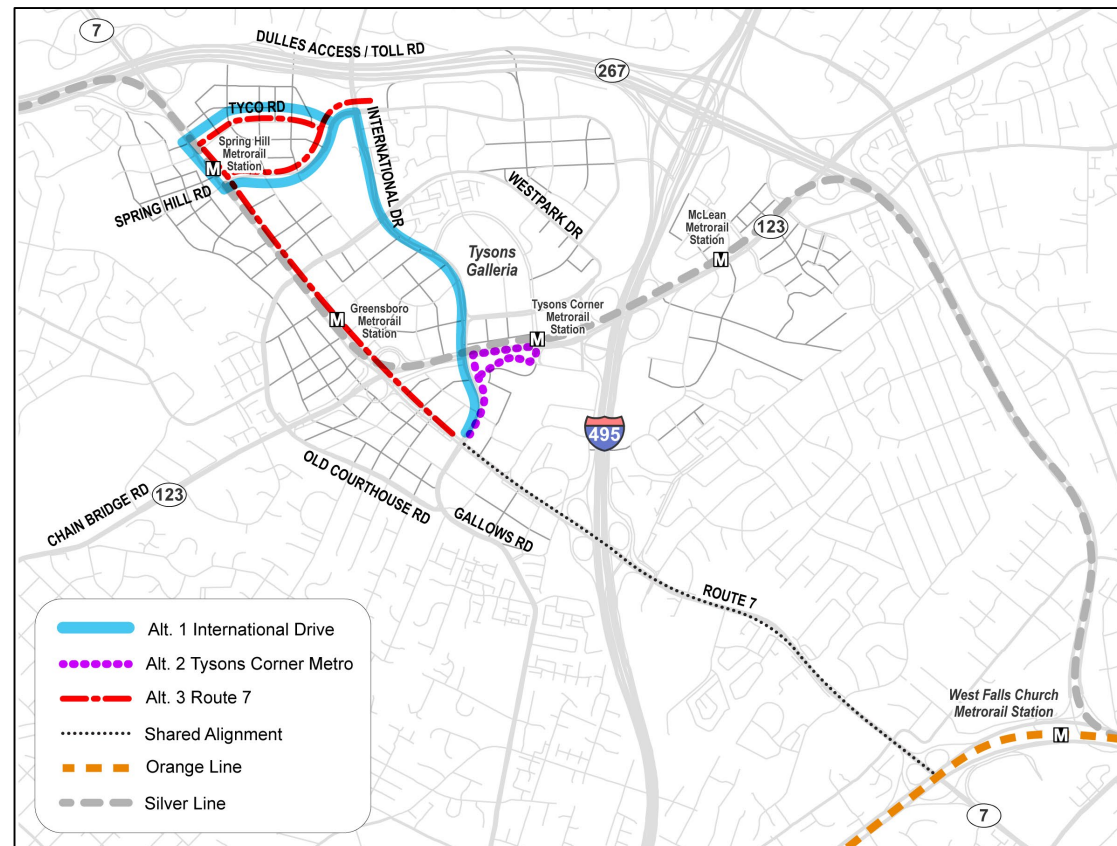 7
DULLES ACCESS / TOLL RD
267
TYCO RD
Spring Hill
Metrorail
Station
M
INTERNATIONAL DR
SPRING HILL RD
WESTPARK DR
McLean
Metrorail
Station
M
123
Tysons
Galleria
Tysons Corner
Metrorail
Station
M
Greensboro
Metrorail
Station
M
495
OLD COURTHOUSE RD
CHAIN BRIDGE RD
123
GALLOWS RD
ROUTE 7
West Falls Church
Metrorail Station
M
7
Alt. 1 International Drive
Alt. 2 Tysons Corner Metro
Alt. 3 Route 7
Shared Alignment
Orange Line
Silver Line